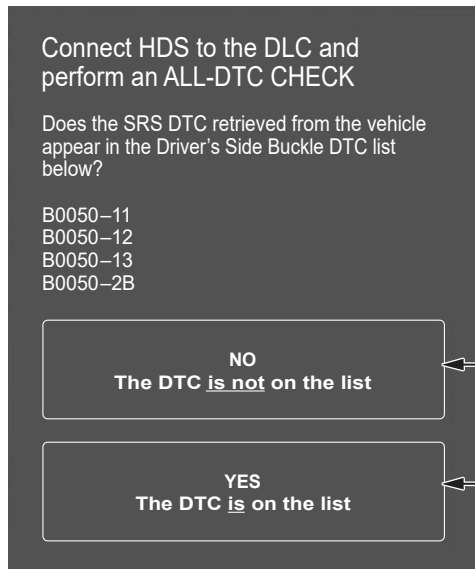 Connect HDS to the DLC and
perform an ALL-DTC CHECK
Does the SRS DTC retrieved from the vehicle
appear in the Driver’s Side Buckle DTC list
below?
B0050–11
B0050–12
B0050–13
B0050–2B
NO
The DTC is not on the list
YES
The DTC is on the list